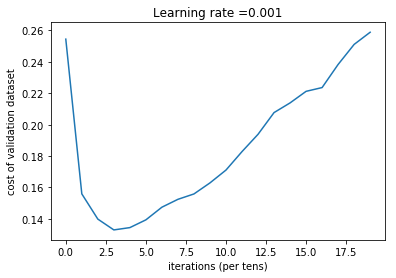 Learning rate =0.001
cost of validation dataset
0.26
0.24
0.22
0.20
0.18
0.16
0.14
0.0 2.5 5.0 7.5 10.0 12.5 15.0 17.5
iterations (per tens)